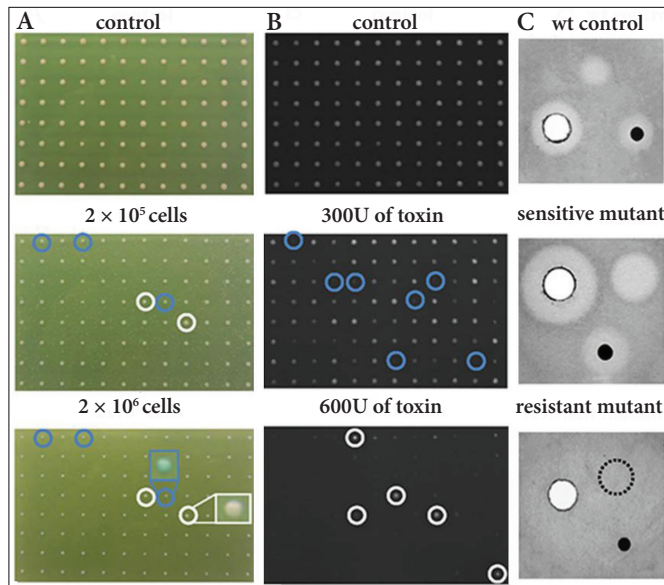 A control B control C wt control
2 × 10⁵ cells 300U of toxin sensitive mutant
2 × 10⁶ cells 600U of toxin resistant mutant